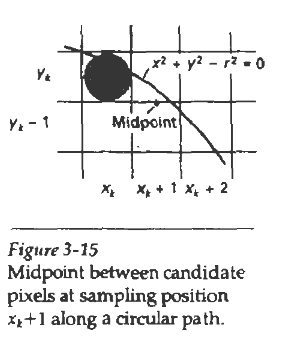 x² + y² − r² = 0
yₖ
yₖ − 1
Midpoint
xₖ xₖ + 1 xₖ + 2
Figure 3-15
Midpoint between candidate
pixels at sampling position
xₖ+1 along a circular path.